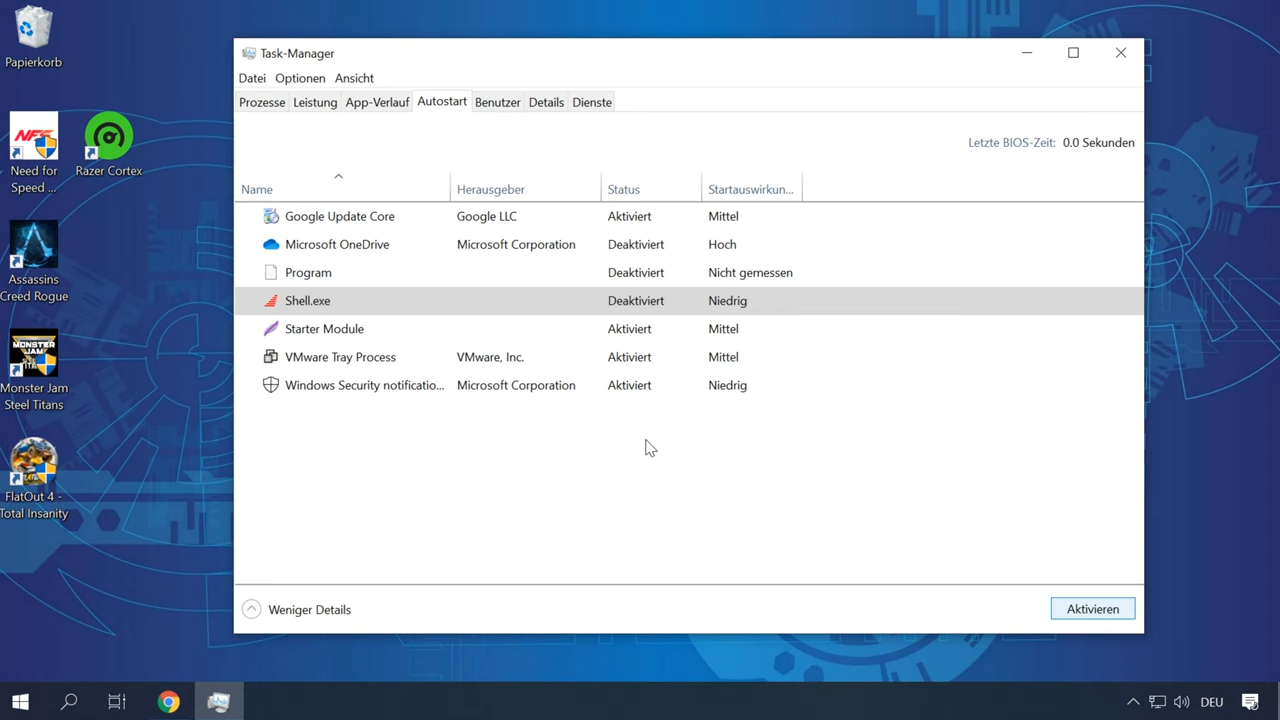 Papierkorb
Need for
Speed ...
Razer Cortex
Assassins
Creed Rogue
MONSTER
JAM
Monster Jam
Steel Titans
FlatOut 4 -
Total Insanity
Task-Manager
Datei Optionen Ansicht
Prozesse Leistung App-Verlauf Autostart Benutzer Details Dienste
Letzte BIOS-Zeit: 0.0 Sekunden
Name Herausgeber Status Startauswirkun...
Google Update Core Google LLC Aktiviert Mittel
Microsoft OneDrive Microsoft Corporation Deaktiviert Hoch
Program Deaktiviert Nicht gemessen
Shell.exe Deaktiviert Niedrig
Starter Module Aktiviert Mittel
VMware Tray Process VMware, Inc. Aktiviert Mittel
Windows Security notificatio... Microsoft Corporation Aktiviert Niedrig
Weniger Details Aktivieren
DEU